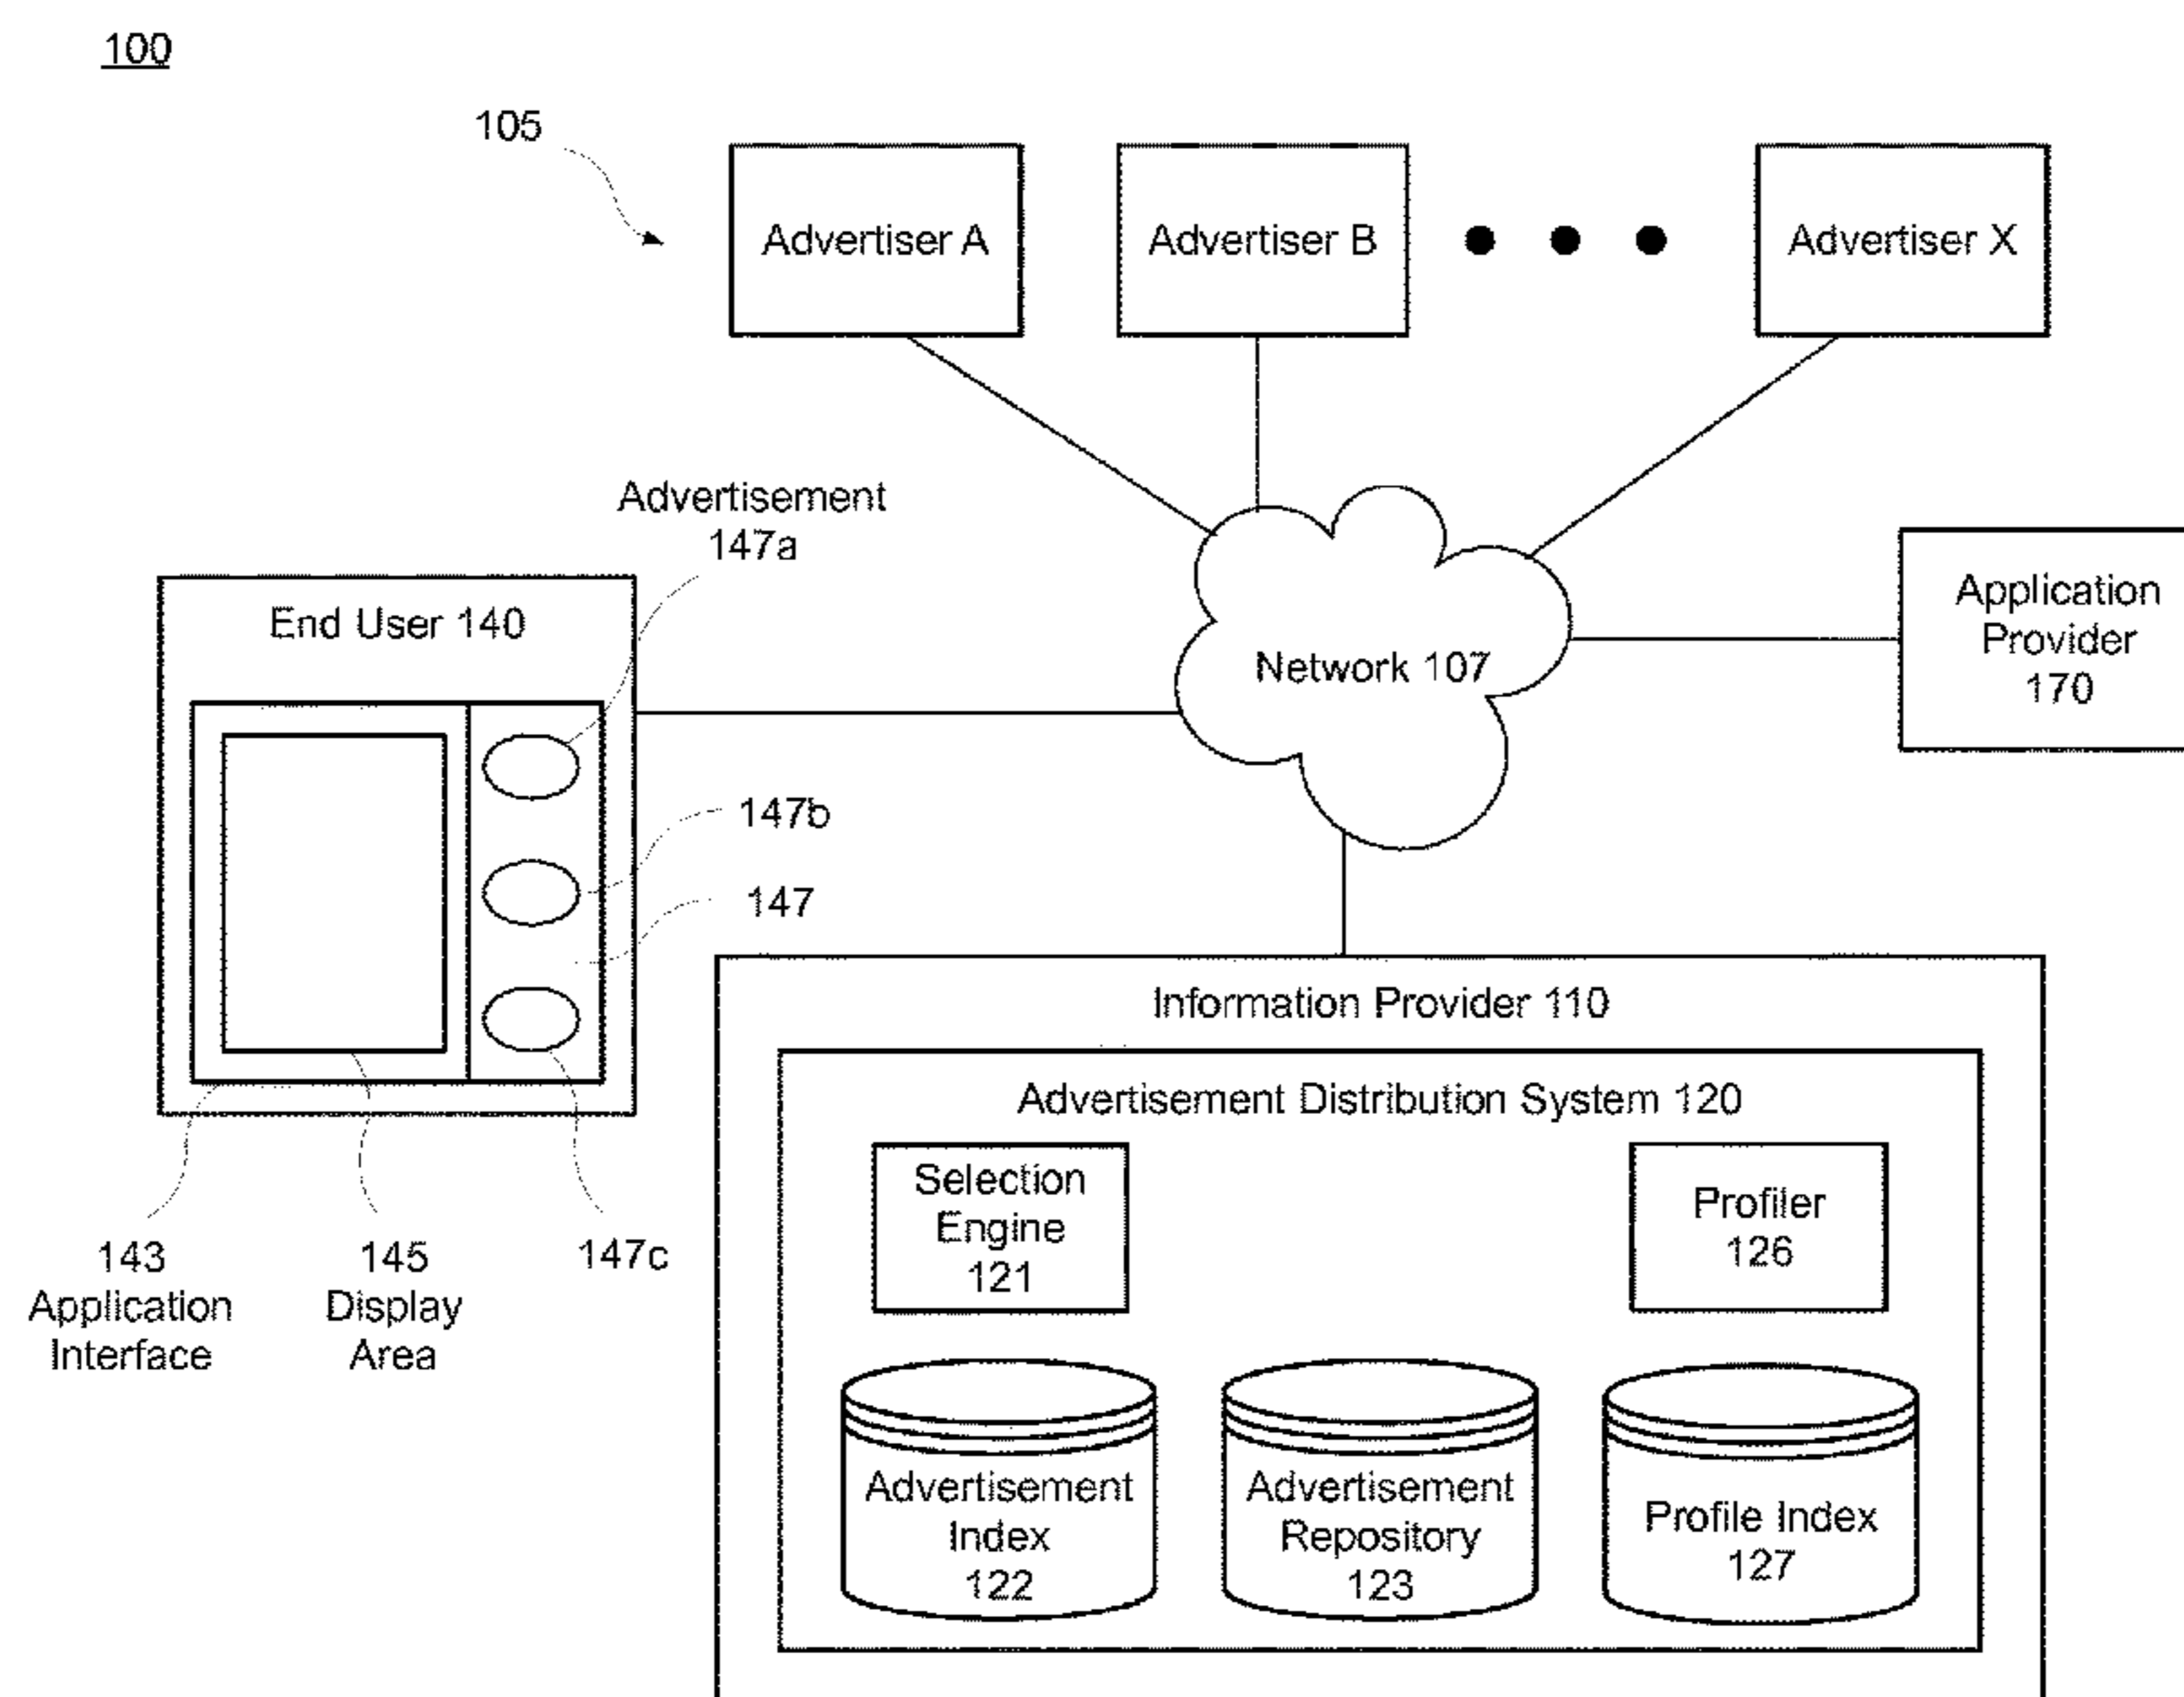 100
105
Advertiser A
Advertiser B
Advertiser X
Advertisement
147a
End User 140
Network 107
Application
Provider
170
147b
147
147c
143
Application
Interface
145
Display
Area
Information Provider 110
Advertisement Distribution System 120
Selection
Engine
121
Profiler
126
Advertisement
Index
122
Advertisement
Repository
123
Profile Index
127